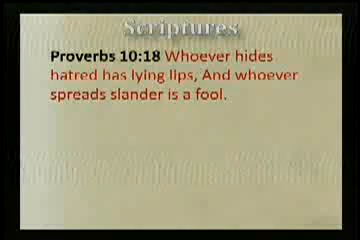 Scriptures
Proverbs 10:18 Whoever hides
hatred has lying lips, And whoever
spreads slander is a fool.